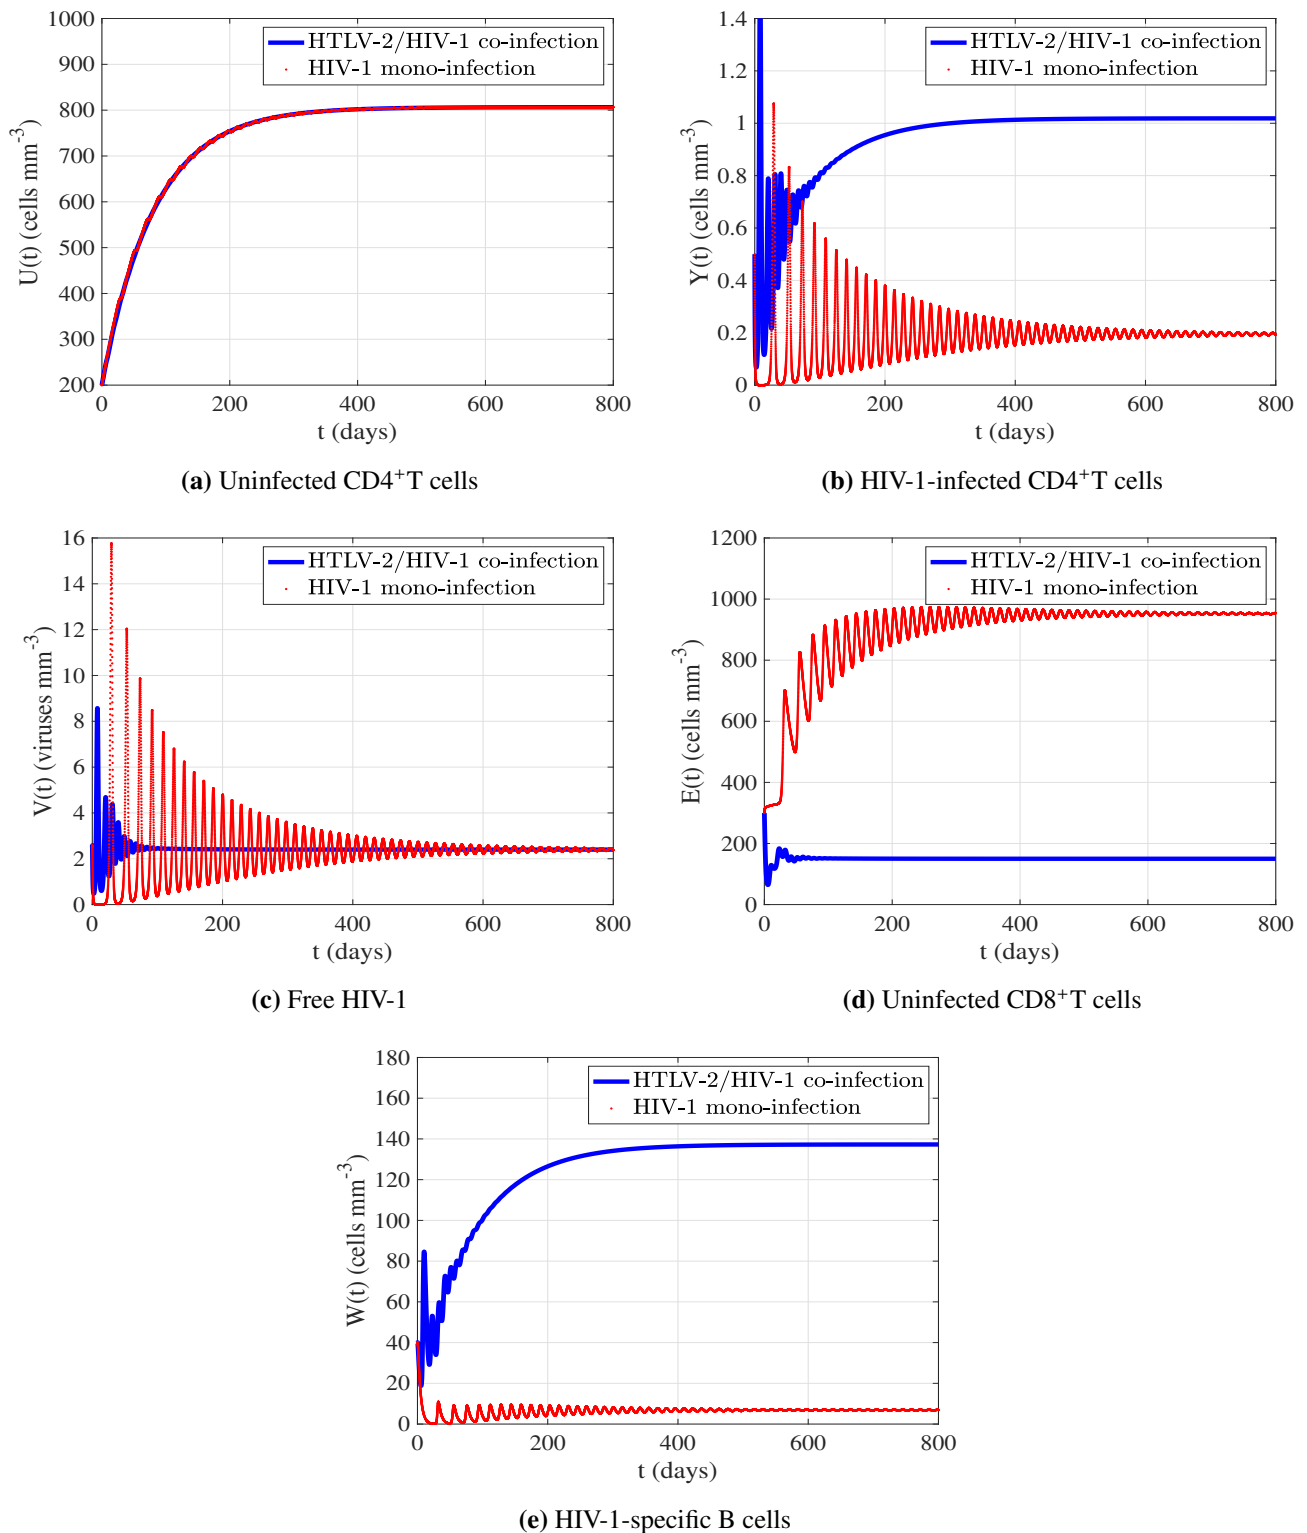 1000
900
800
700
600
500
400
300
200
0 200 400 600 800
U(t) (cells mm-3)
t (days)
HTLV-2/HIV-1 co-infection
HIV-1 mono-infection
(a) Uninfected CD4+T cells
1.4
1.2
1
0.8
0.6
0.4
0.2
0
0 200 400 600 800
Y(t) (cells mm-3)
t (days)
HTLV-2/HIV-1 co-infection
HIV-1 mono-infection
(b) HIV-1-infected CD4+T cells
16
14
12
10
8
6
4
2
0
0 200 400 600 800
V(t) (viruses mm-3)
t (days)
HTLV-2/HIV-1 co-infection
HIV-1 mono-infection
(c) Free HIV-1
1200
1000
800
600
400
200
0
0 200 400 600 800
E(t) (cells mm-3)
t (days)
HTLV-2/HIV-1 co-infection
HIV-1 mono-infection
(d) Uninfected CD8+T cells
180
160
140
120
100
80
60
40
20
0
0 200 400 600 800
W(t) (cells mm-3)
t (days)
HTLV-2/HIV-1 co-infection
HIV-1 mono-infection
(e) HIV-1-specific B cells